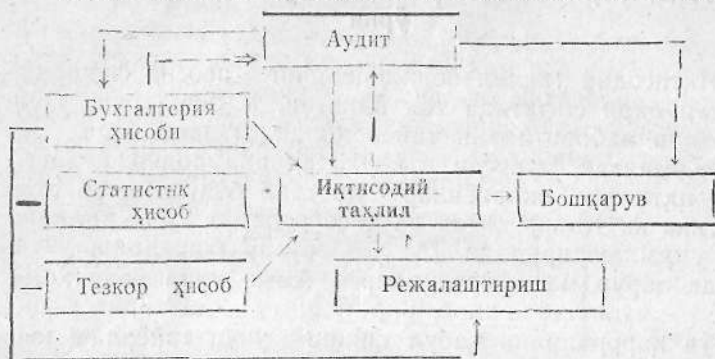 Аудит
Бухгалтерия
ҳисоби
Статистик
ҳисоб
Иқтисодий
таҳлил
Бошқарув
Тезкор ҳисоб
Режалаштириш